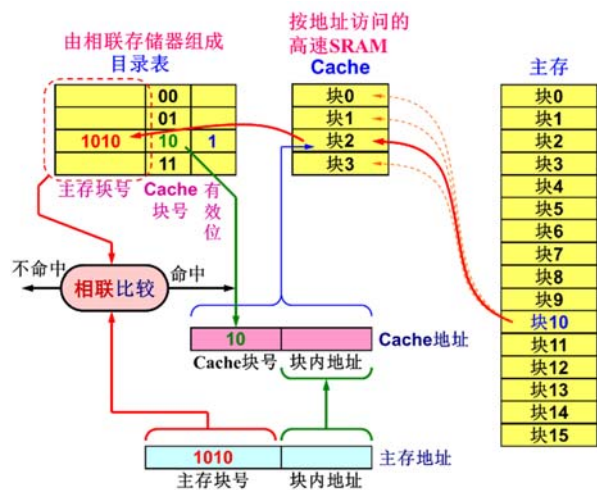 由相联存储器组成
目录表
00
01
1010 10 1
11
主存块号 Cache块号 有效位
按地址访问的
高速SRAM
Cache
块0
块1
块2
块3
主存
块0
块1
块2
块3
块4
块5
块6
块7
块8
块9
块10
块11
块12
块13
块14
块15
不命中 相联比较 命中
10 Cache地址
Cache块号 块内地址
1010 主存地址
主存块号 块内地址